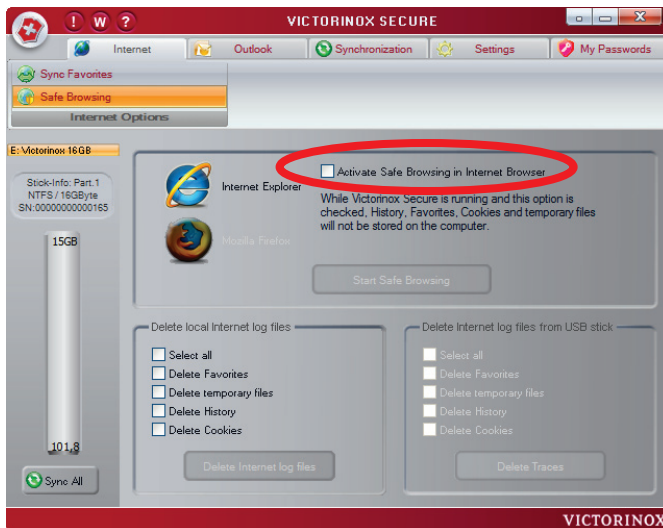 ! W ?
VICTORINOX SECURE
X
Internet
Outlook
Synchronization
Settings
My Passwords
Sync Favorites
Safe Browsing
Internet Options
E: Victorinox 16GB
Stick-Info: Part.1
NTFS / 16GByte
SN:00000000000165
15GB
101,8
Sync All
Internet Explorer
Mozilla Firefox
Activate Safe Browsing in Internet Browser
While Victorinox Secure is running and this option is
checked, History, Favorites, Cookies and temporary files
will not be stored on the computer.
Start Safe Browsing
Delete local Internet log files
Select all
Delete Favorites
Delete temporary files
Delete History
Delete Cookies
Delete Internet log files
Delete Internet log files from USB stick
Select all
Delete Favorites
Delete temporary files
Delete History
Delete Cookies
Delete Traces
VICTORINOX